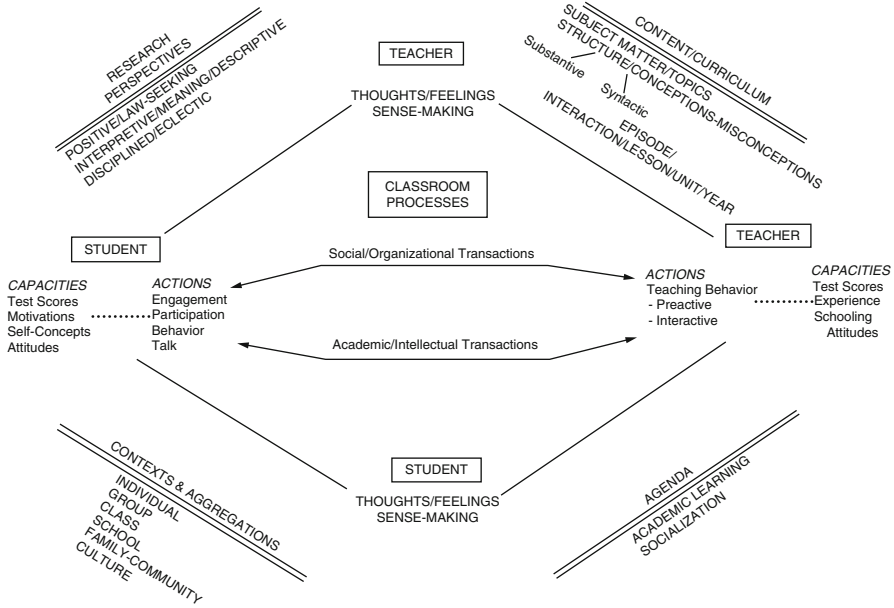 RESEARCH
PERSPECTIVES
POSITIVE/LAW-SEEKING
INTERPRETIVE/MEANING/DESCRIPTIVE
DISCIPLINED/ECLECTIC
TEACHER
THOUGHTS/FEELINGS
SENSE-MAKING
CONTENT/CURRICULUM
SUBJECT MATTER/TOPICS
STRUCTURE/CONCEPTIONS-MISCONCEPTIONS
Substantive
Syntactic
EPISODE/
INTERACTION/LESSON/UNIT/YEAR
CLASSROOM
PROCESSES
STUDENT
CAPACITIES
Test Scores
Motivations
Self-Concepts
Attitudes
ACTIONS
Engagement
Participation
Behavior
Talk
Social/Organizational Transactions
Academic/Intellectual Transactions
TEACHER
ACTIONS
Teaching Behavior
- Preactive
- Interactive
CAPACITIES
Test Scores
Experience
Schooling
Attitudes
CONTEXTS & AGGREGATIONS
INDIVIDUAL
GROUP
CLASS
SCHOOL
FAMILY-COMMUNITY
CULTURE
STUDENT
THOUGHTS/FEELINGS
SENSE-MAKING
AGENDA
ACADEMIC LEARNING
SOCIALIZATION